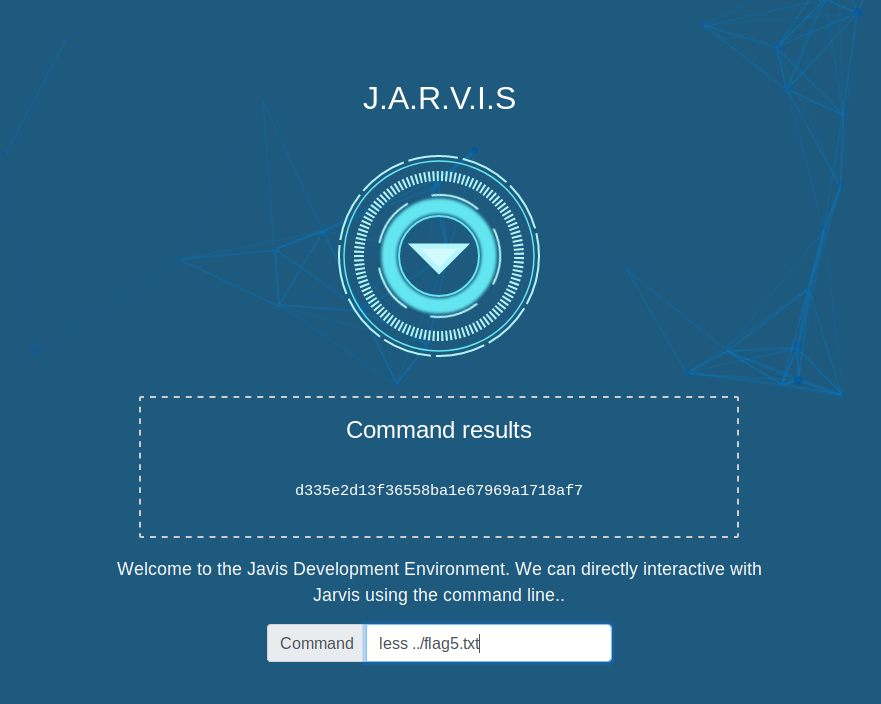 J.A.R.V.I.S
Command results
d335e2d13f36558ba1e67969a1718af7
Welcome to the Javis Development Environment. We can directly interactive with
Jarvis using the command line..
Command less ../flag5.txt